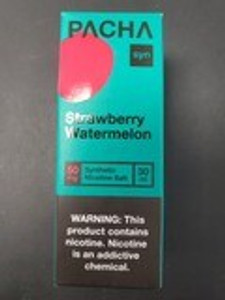 PACHA
syn
Strawberry
Watermelon
50 mg
Synthetic
Nicotine Salt
30 ml
WARNING: This
product contains
nicotine. Nicotine
is an addictive
chemical.